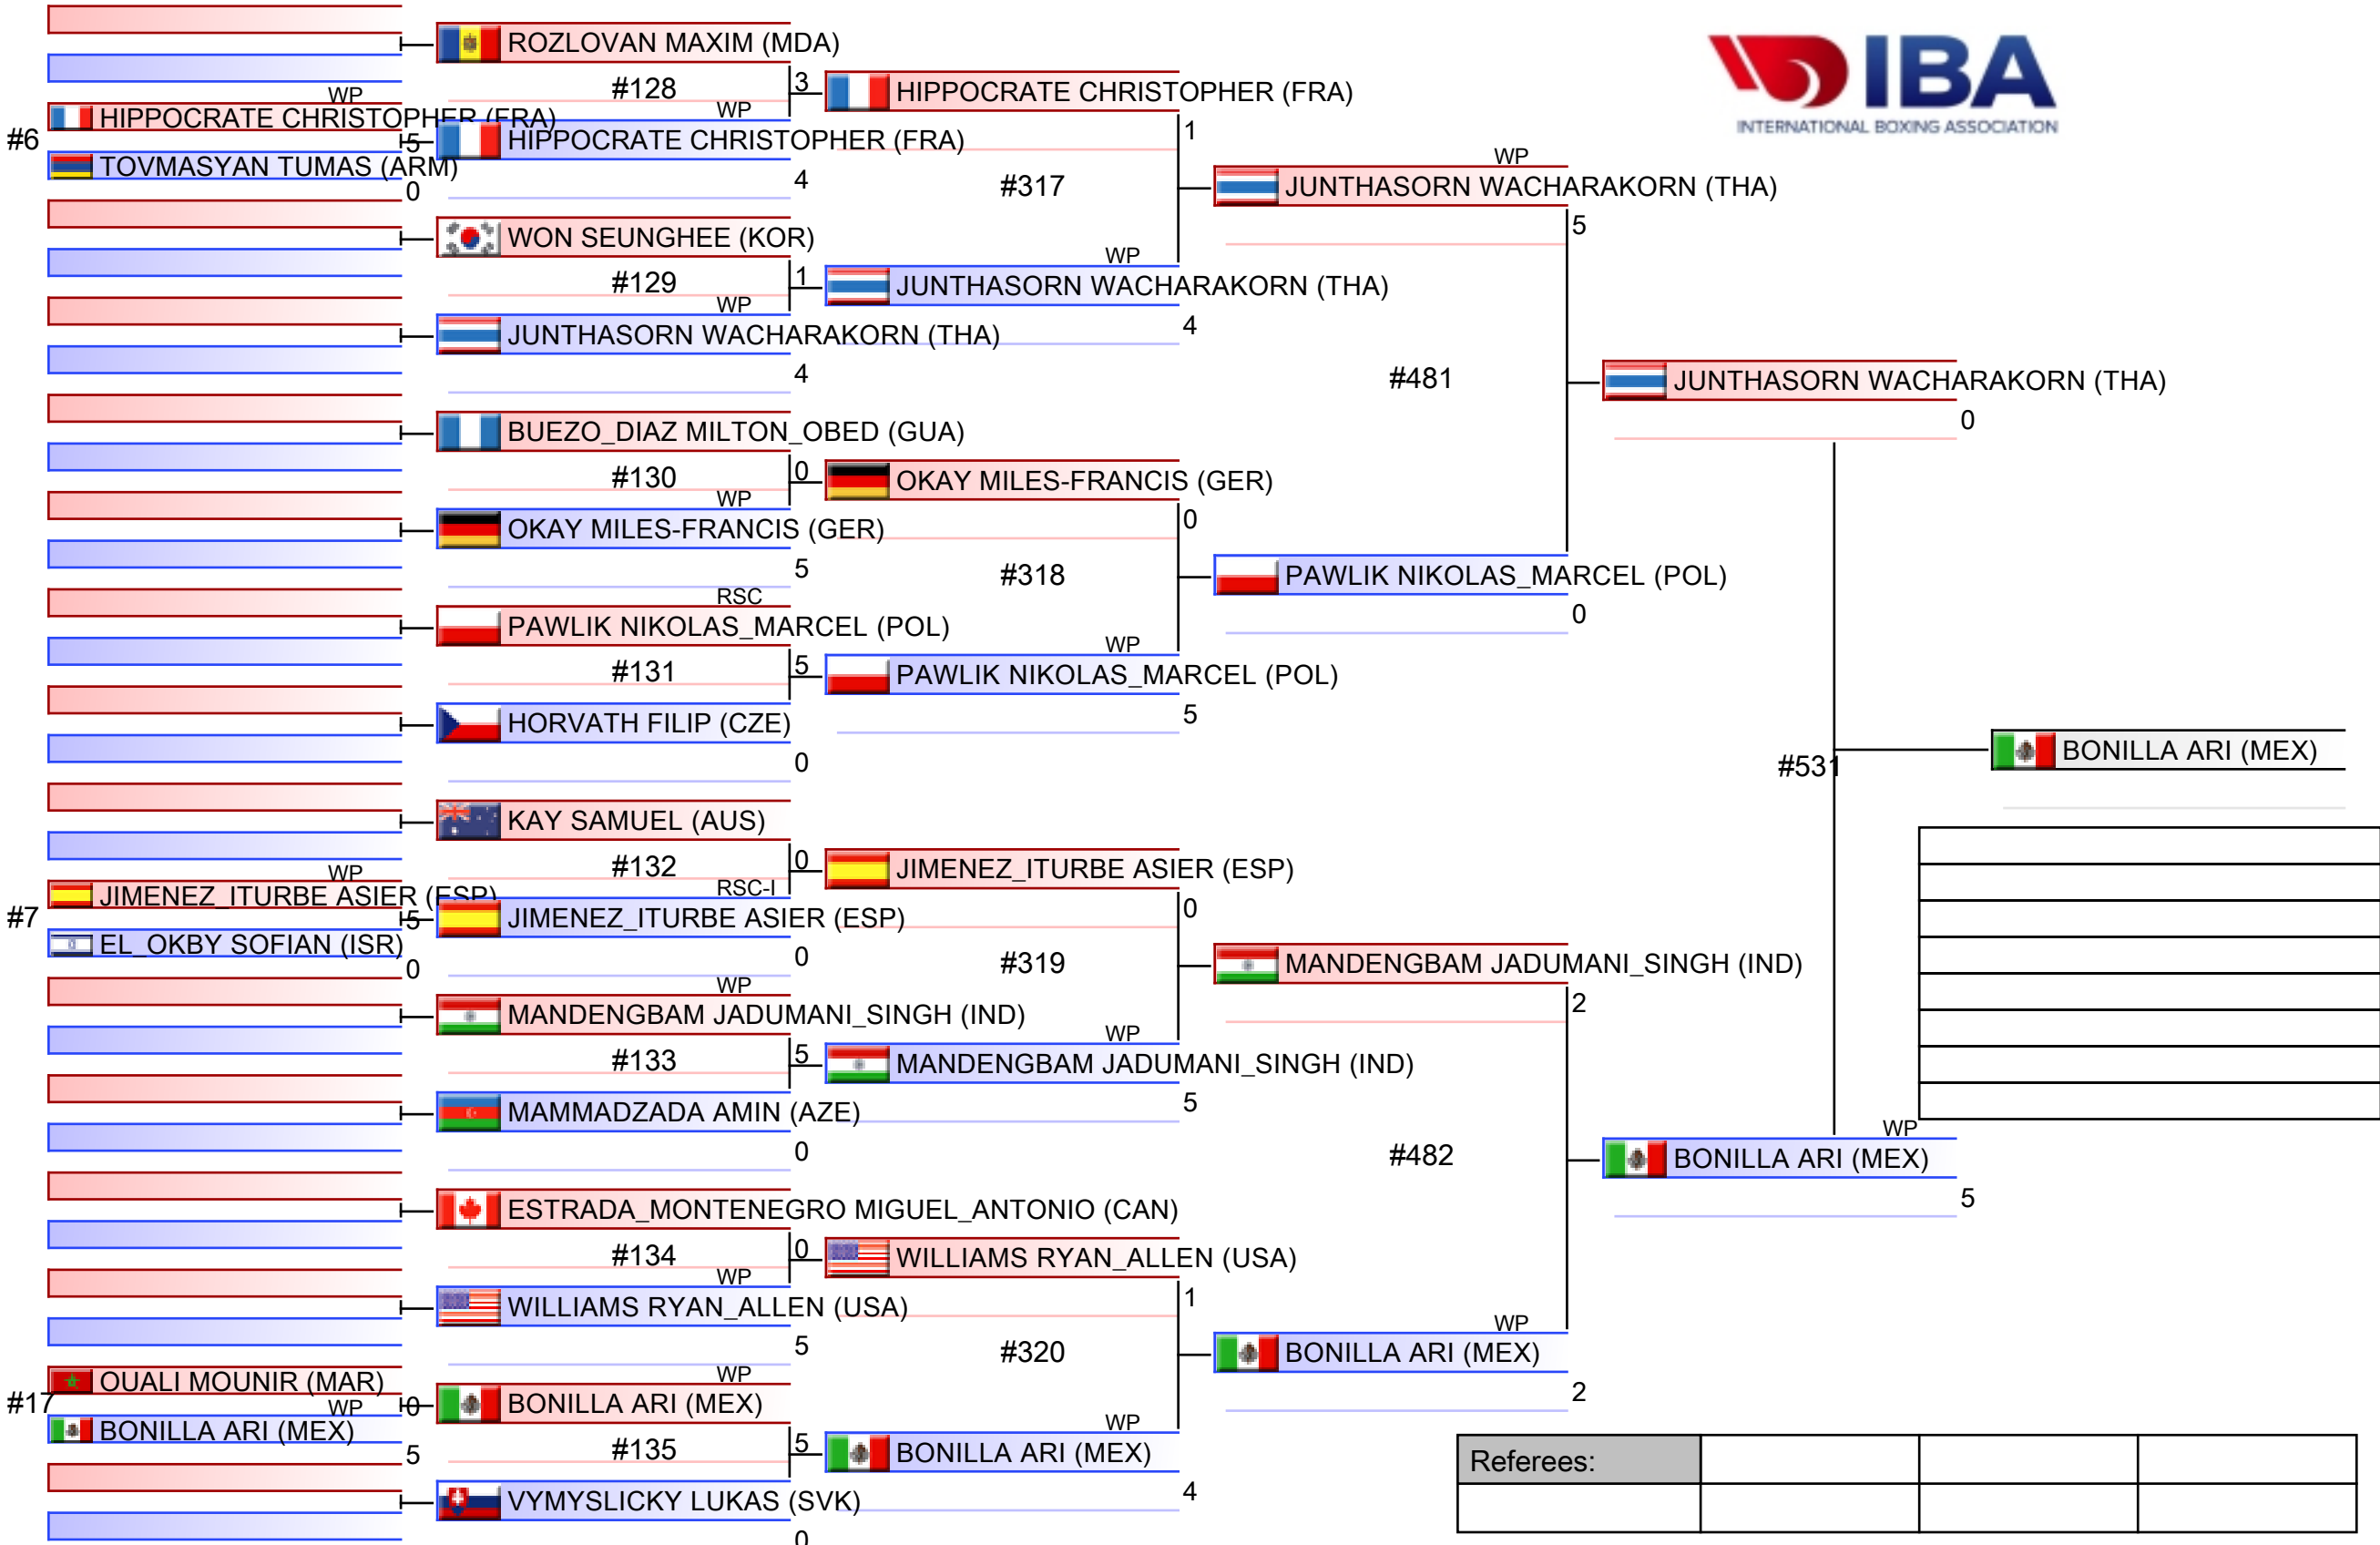 IBA
INTERNATIONAL BOXING ASSOCIATION
#6
WP
HIPPOCRATE CHRISTOPHER (FRA)
5
TOVMASYAN TUMAS (ARM)
0
#7
WP
JIMENEZ_ITURBE ASIER (ESP)
5
EL_OKBY SOFIAN (ISR)
0
#17
OUALI MOUNIR (MAR)
0
WP
BONILLA ARI (MEX)
5
ROZLOVAN MAXIM (MDA)
#128
3
WP
HIPPOCRATE CHRISTOPHER (FRA)
4
WON SEUNGHEE (KOR)
#129
1
WP
JUNTHASORN WACHARAKORN (THA)
4
BUEZO_DIAZ MILTON_OBED (GUA)
#130
0
WP
OKAY MILES-FRANCIS (GER)
5
RSC
PAWLIK NIKOLAS_MARCEL (POL)
#131
5
HORVATH FILIP (CZE)
0
KAY SAMUEL (AUS)
#132
0
RSC-I
JIMENEZ_ITURBE ASIER (ESP)
0
WP
MANDENGBAM JADUMANI_SINGH (IND)
#133
5
MAMMADZADA AMIN (AZE)
0
ESTRADA_MONTENEGRO MIGUEL_ANTONIO (CAN)
#134
0
WP
WILLIAMS RYAN_ALLEN (USA)
5
WP
BONILLA ARI (MEX)
#135
5
VYMYSLICKY LUKAS (SVK)
0
HIPPOCRATE CHRISTOPHER (FRA)
1
#317
WP
JUNTHASORN WACHARAKORN (THA)
4
OKAY MILES-FRANCIS (GER)
0
#318
WP
PAWLIK NIKOLAS_MARCEL (POL)
5
JIMENEZ_ITURBE ASIER (ESP)
0
#319
WP
MANDENGBAM JADUMANI_SINGH (IND)
5
WILLIAMS RYAN_ALLEN (USA)
1
#320
WP
BONILLA ARI (MEX)
4
WP
JUNTHASORN WACHARAKORN (THA)
5
#481
PAWLIK NIKOLAS_MARCEL (POL)
0
MANDENGBAM JADUMANI_SINGH (IND)
2
#482
WP
BONILLA ARI (MEX)
2
JUNTHASORN WACHARAKORN (THA)
0
#531
WP
BONILLA ARI (MEX)
5
BONILLA ARI (MEX)
Referees: